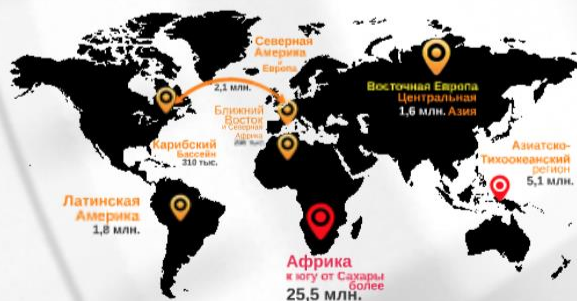 Северная
Америка
и
Европа
2,1 млн.
Восточная Европа
Центральная
1,6 млн. Азия
Ближний
Восток
и Северная
Африка
тыс.
Карибский
Бассейн
310 тыс.
Азиатско-
Тихоокеанский
регион
5,1 млн.
Латинская
Америка
1,8 млн.
Африка
к югу от Сахары
более
25,5 млн.